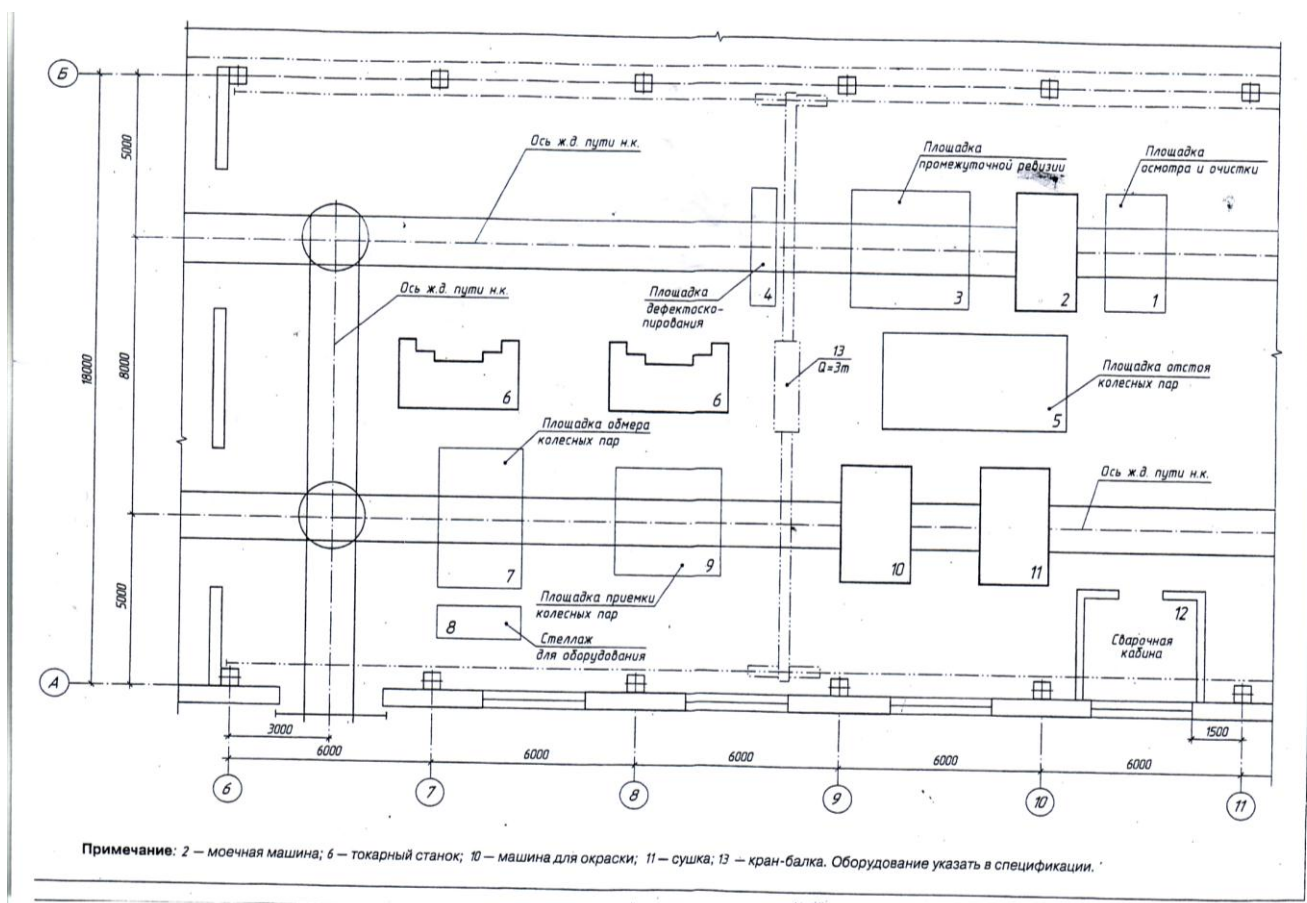 Б
Ось ж.д. пути н.к.
Площадка
промежуточной ревизии
Площадка
осмотра и очистки
5000
Ось ж.д. пути н.к.
Площадка
дефектоско-
пирования
4
3
2
1
18000
8000
13
Q=3т
Площадка отстоя
колесных пар
6
6
5
Площадка обмера
колесных пар
Ось ж.д. пути н.к.
5000
7
9
10
11
Площадка приемки
колесных пар
8
Стеллаж
для оборудования
12
Сварочная
кабина
А
3000
1500
6000
6000
6000
6000
6000
6
7
8
9
10
11
Примечание: 2 — моечная машина; 6 — токарный станок; 10 — машина для окраски; 11 — сушка; 13 — кран-балка. Оборудование указать в спецификации.